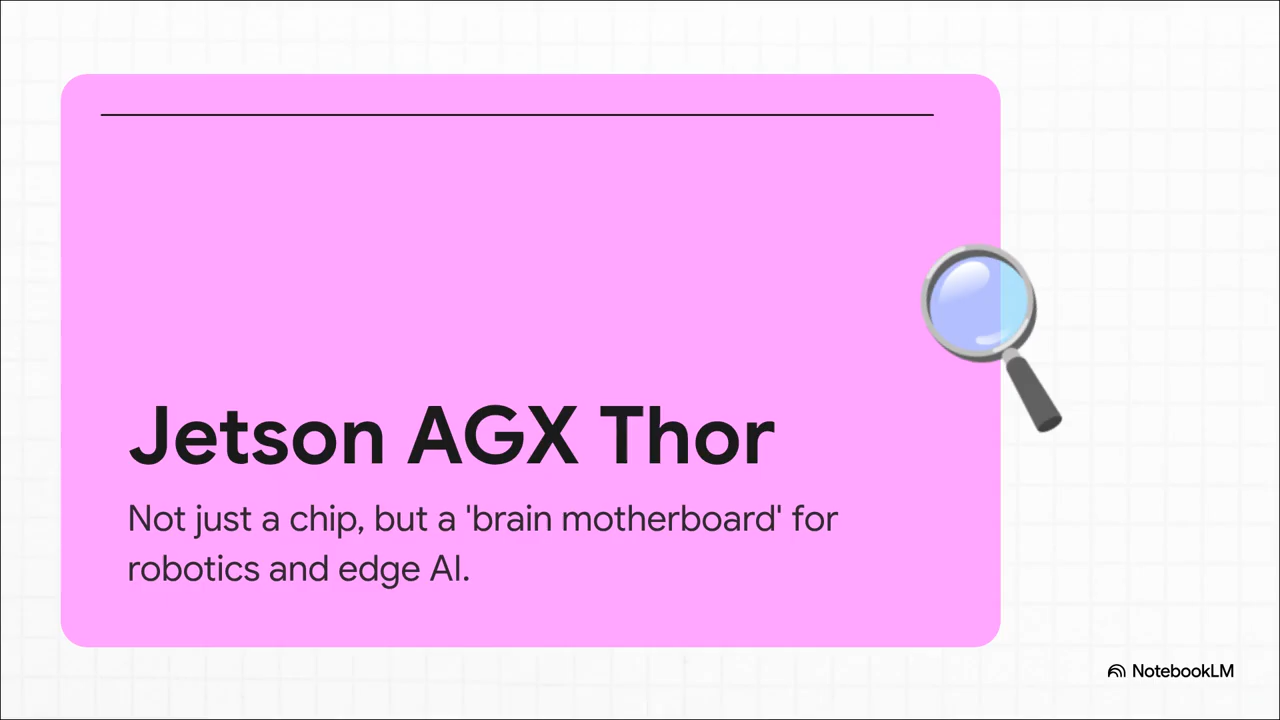 Jetson AGX Thor
Not just a chip, but a 'brain motherboard' for
robotics and edge AI.
NotebookLM